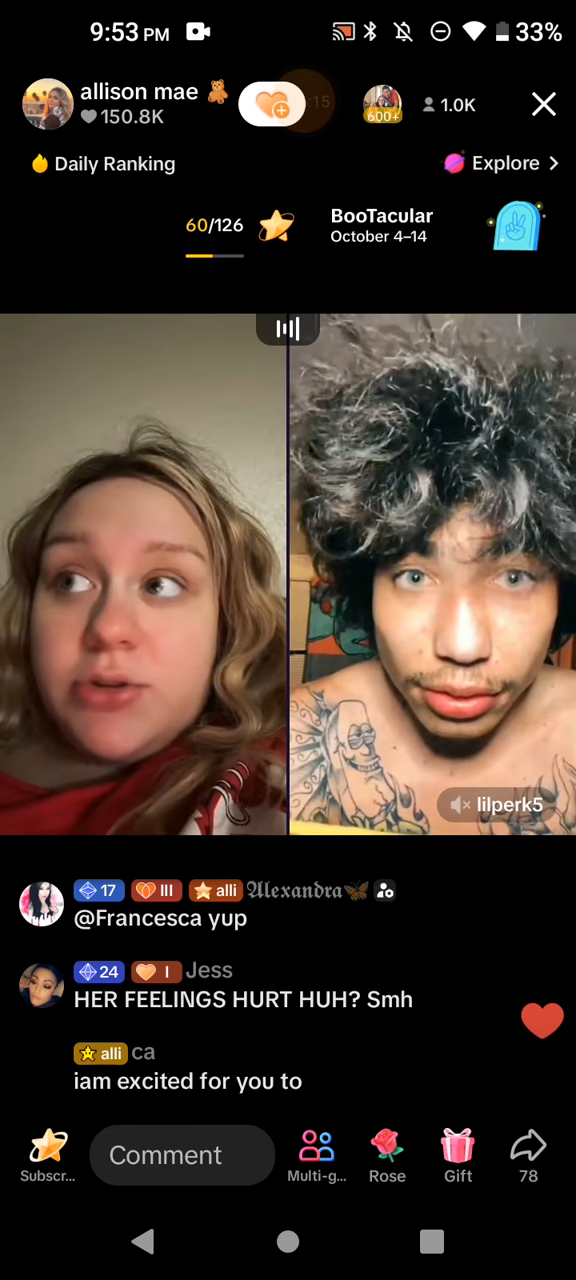 9:53 PM
33%
allison mae
150.8K
:15
600+
1.0K
Daily Ranking
Explore
60/126
BooTacular
October 4–14
lilperk5
17 III alli 𝕬𝖑𝖊𝖝𝖆𝖓𝖉𝖗𝖆
@Francesca yup
24 I Jess
HER FEELINGS HURT HUH? Smh
alli ca
iam excited for you to
Comment
Subscr...
Multi-g...
Rose
Gift
78